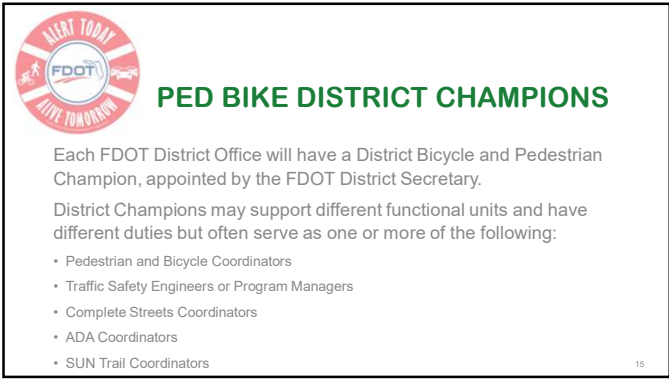 ALERT TODAY
FDOT
ALIVE TOMORROW
PED BIKE DISTRICT CHAMPIONS
Each FDOT District Office will have a District Bicycle and Pedestrian
Champion, appointed by the FDOT District Secretary.
District Champions may support different functional units and have
different duties but often serve as one or more of the following:
• Pedestrian and Bicycle Coordinators
• Traffic Safety Engineers or Program Managers
• Complete Streets Coordinators
• ADA Coordinators
• SUN Trail Coordinators
15